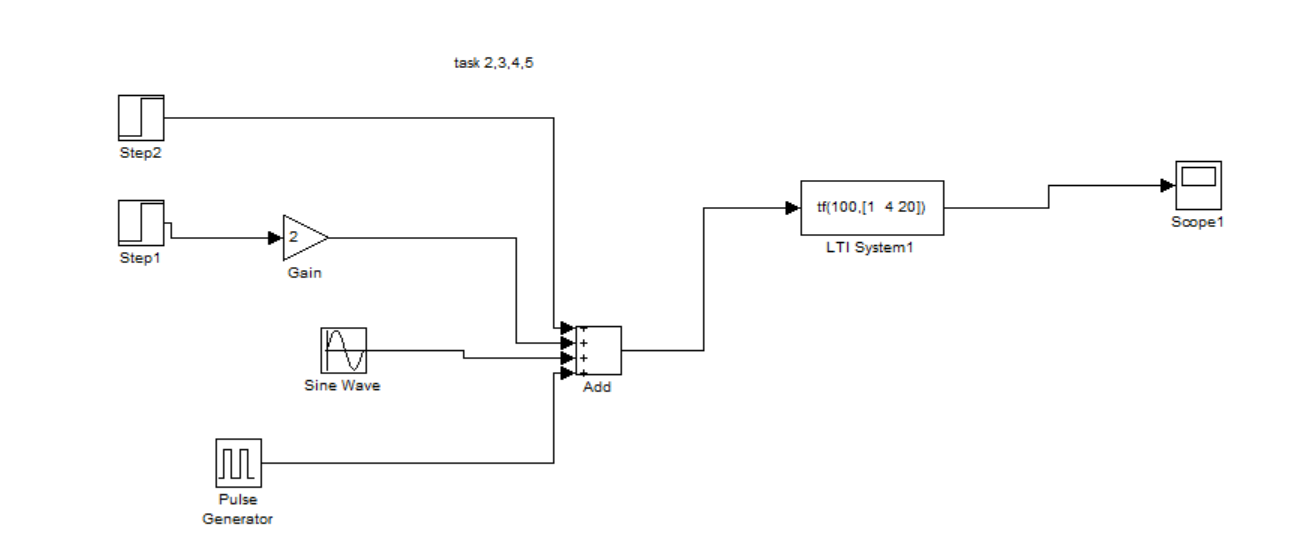 task 2,3,4,5
Step2
Step1
2
Gain
Sine Wave
Pulse
Generator
+
+
+
+
Add
tf(100,[1  4 20])
LTI System1
Scope1